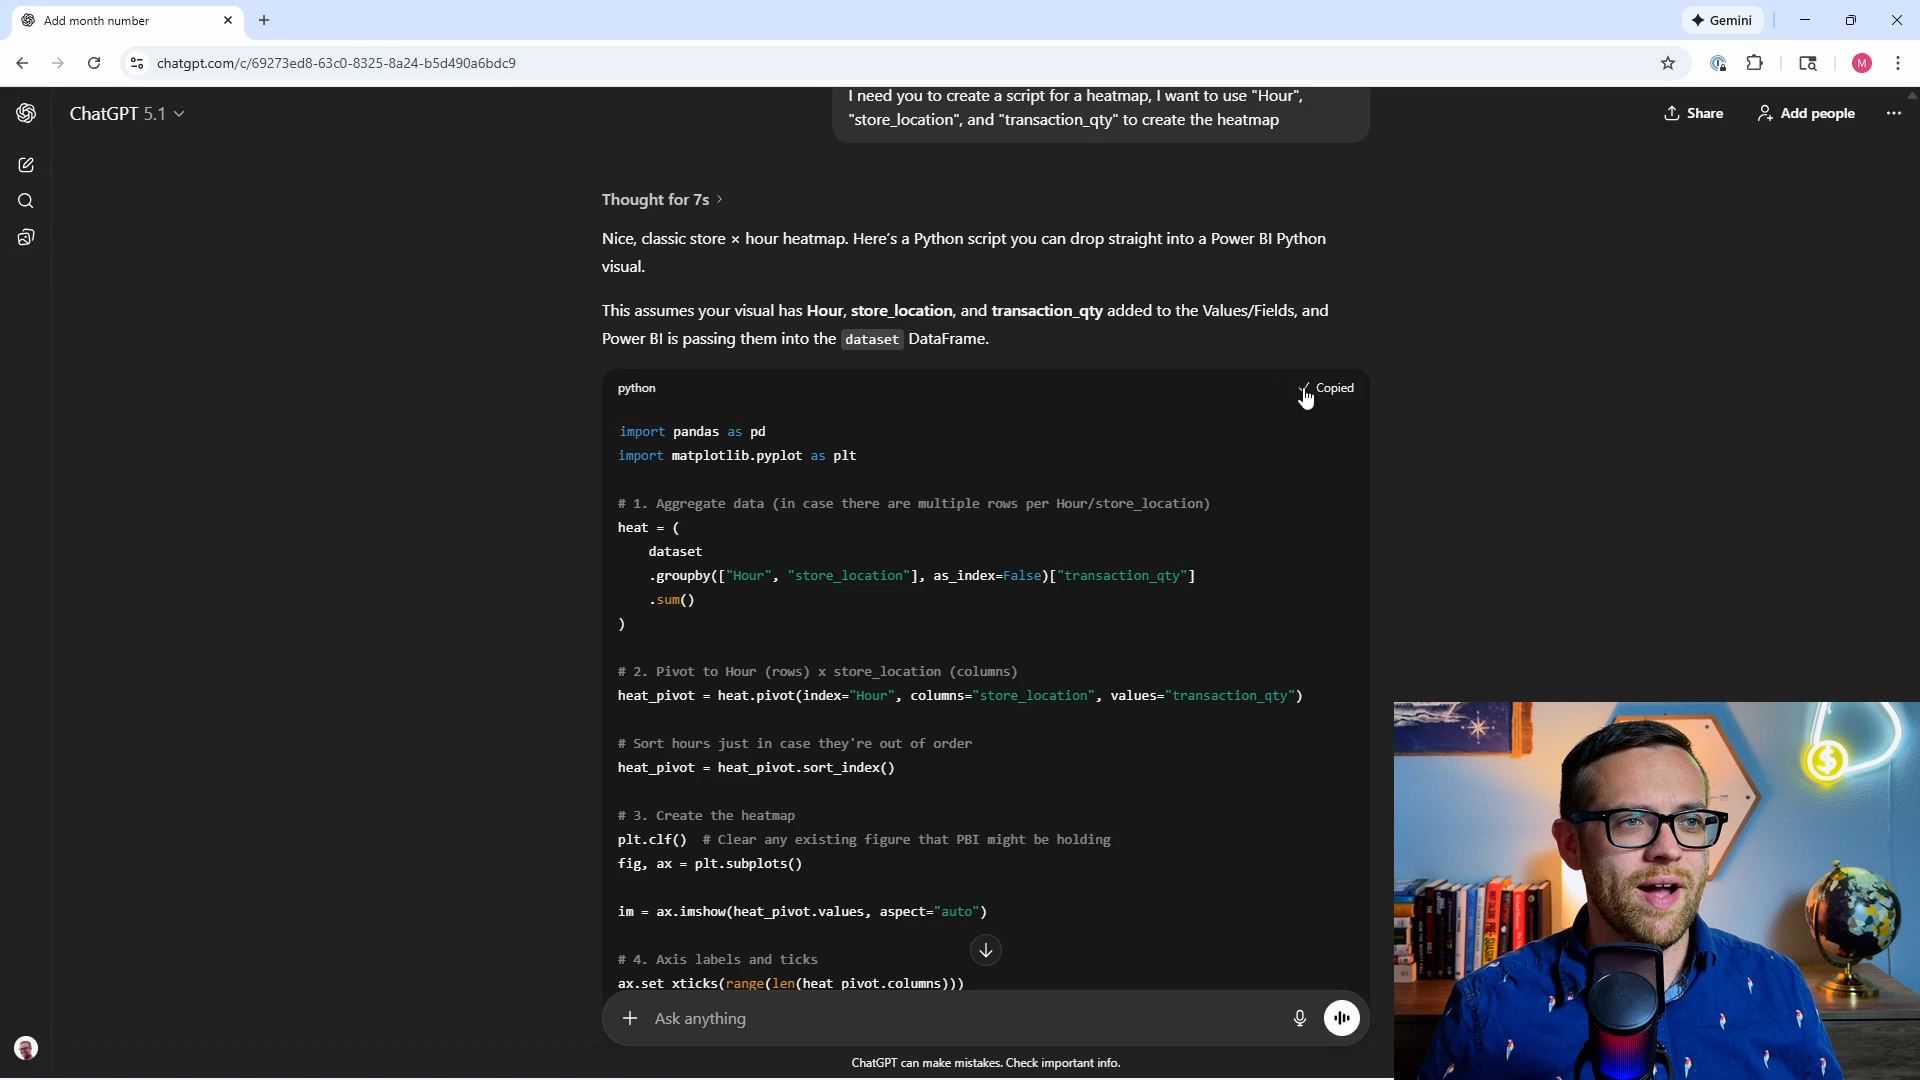 Add month number
Gemini
chatgpt.com/c/69273ed8-63c0-8325-8a24-b5d490a6bdc9
M
ChatGPT 5.1
Share
Add people
I need you to create a script for a heatmap, I want to use "Hour",
"store_location", and "transaction_qty" to create the heatmap
Thought for 7s
Nice, classic store × hour heatmap. Here's a Python script you can drop straight into a Power BI Python
visual.
This assumes your visual has Hour, store_location, and transaction_qty added to the Values/Fields, and
Power BI is passing them into the dataset DataFrame.
python
Copied
import pandas as pd
import matplotlib.pyplot as plt
# 1. Aggregate data (in case there are multiple rows per Hour/store_location)
heat = (
dataset
.groupby(["Hour", "store_location"], as_index=False)["transaction_qty"]
.sum()
)
# 2. Pivot to Hour (rows) x store_location (columns)
heat_pivot = heat.pivot(index="Hour", columns="store_location", values="transaction_qty")
# Sort hours just in case they're out of order
heat_pivot = heat_pivot.sort_index()
# 3. Create the heatmap
plt.clf()  # Clear any existing figure that PBI might be holding
fig, ax = plt.subplots()
im = ax.imshow(heat_pivot.values, aspect="auto")
# 4. Axis labels and ticks
ax.set_xticks(range(len(heat_pivot.columns)))
Ask anything
ChatGPT can make mistakes. Check important info.
$